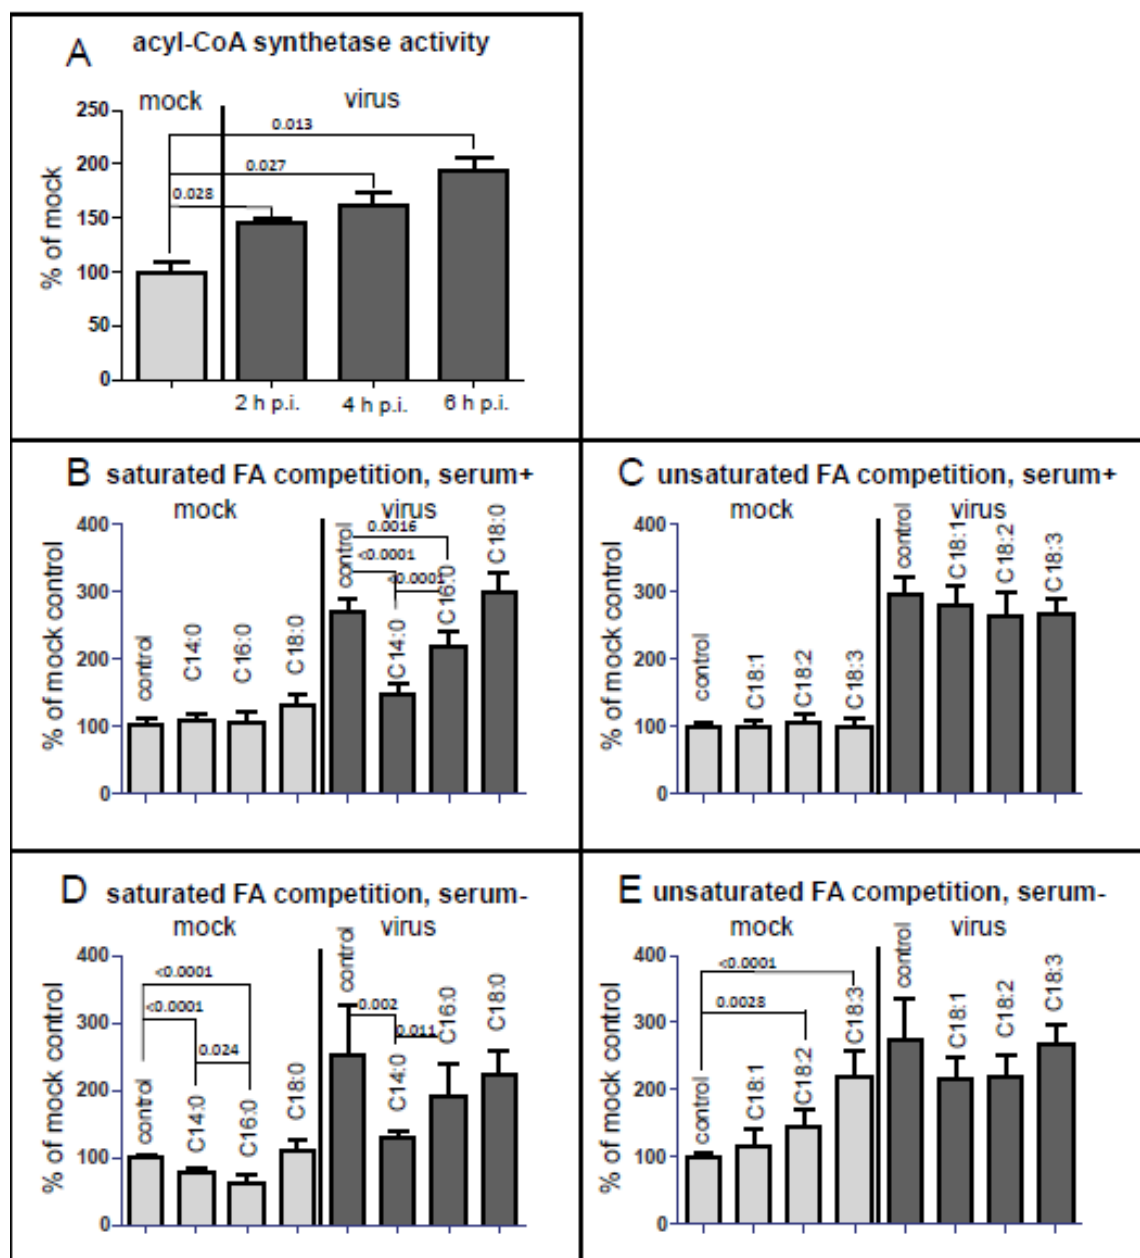 A acyl-CoA synthetase activity
mock virus
% of mock
250
200
150
100
50
0
0.013
0.027
0.028
2 h p.i. 4 h p.i. 6 h p.i.
B saturated FA competition, serum+
mock virus
% of mock control
400
300
200
100
0
control C14:0 C16:0 C18:0
control C14:0 C16:0 C18:0
0.0016
<0.0001
<0.0001
C unsaturated FA competition, serum+
mock virus
% of mock control
400
300
200
100
0
control C18:1 C18:2 C18:3
control C18:1 C18:2 C18:3
D saturated FA competition, serum-
mock virus
% of mock control
400
300
200
100
0
<0.0001
<0.0001
0.024
control C14:0 C16:0 C18:0
control C14:0 C16:0 C18:0
0.002
0.011
E unsaturated FA competition, serum-
mock virus
% of mock control
400
300
200
100
0
<0.0001
0.0028
control C18:1 C18:2 C18:3
control C18:1 C18:2 C18:3